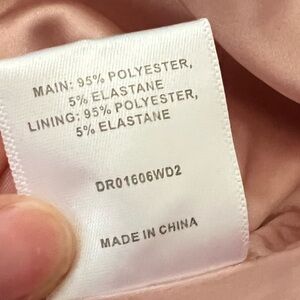 MAIN: 95% POLYESTER,
5% ELASTANE
LINING: 95% POLYESTER,
5% ELASTANE
DR01606WD2
MADE IN CHINA